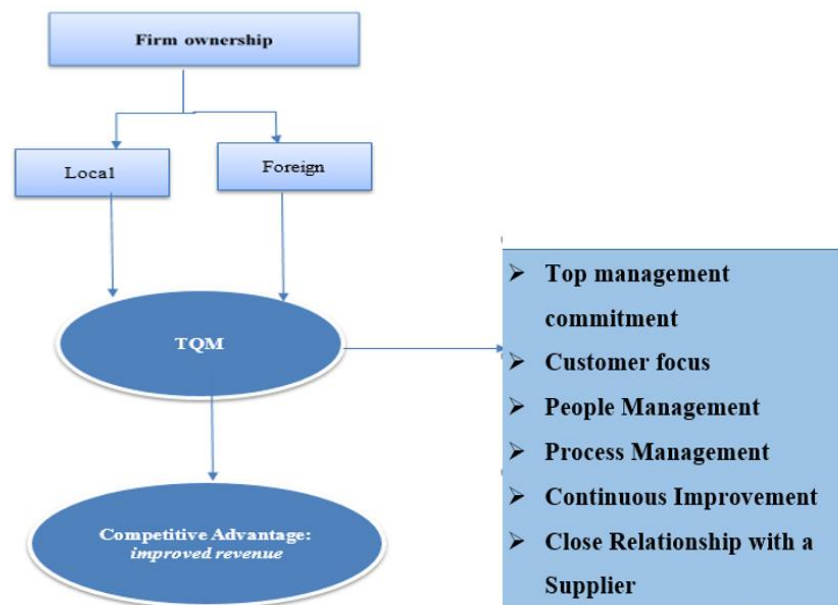 Firm ownership
Local
Foreign
TQM
Competitive Advantage:
improved revenue
➢ Top management
commitment
➢ Customer focus
➢ People Management
➢ Process Management
➢ Continuous Improvement
➢ Close Relationship with a
Supplier